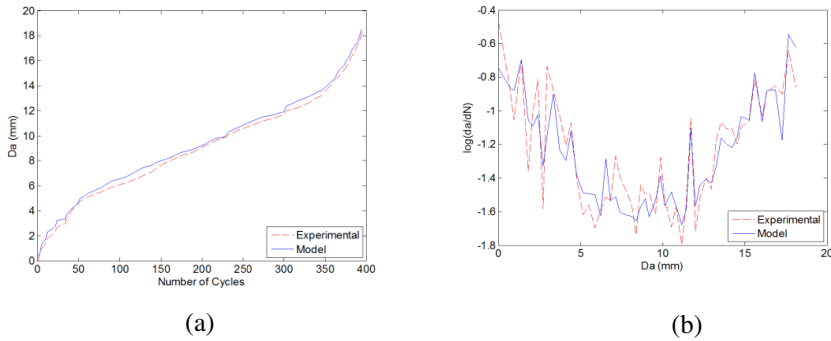 20
18
16
14
12
10
8
6
4
2
0
Da (mm)
0 50 100 150 200 250 300 350 400
Number of Cycles
Experimental
Model
(a)
-0.4
-0.6
-0.8
-1
-1.2
-1.4
-1.6
-1.8
log(da/dN)
0 5 10 15 20
Da (mm)
Experimental
Model
(b)